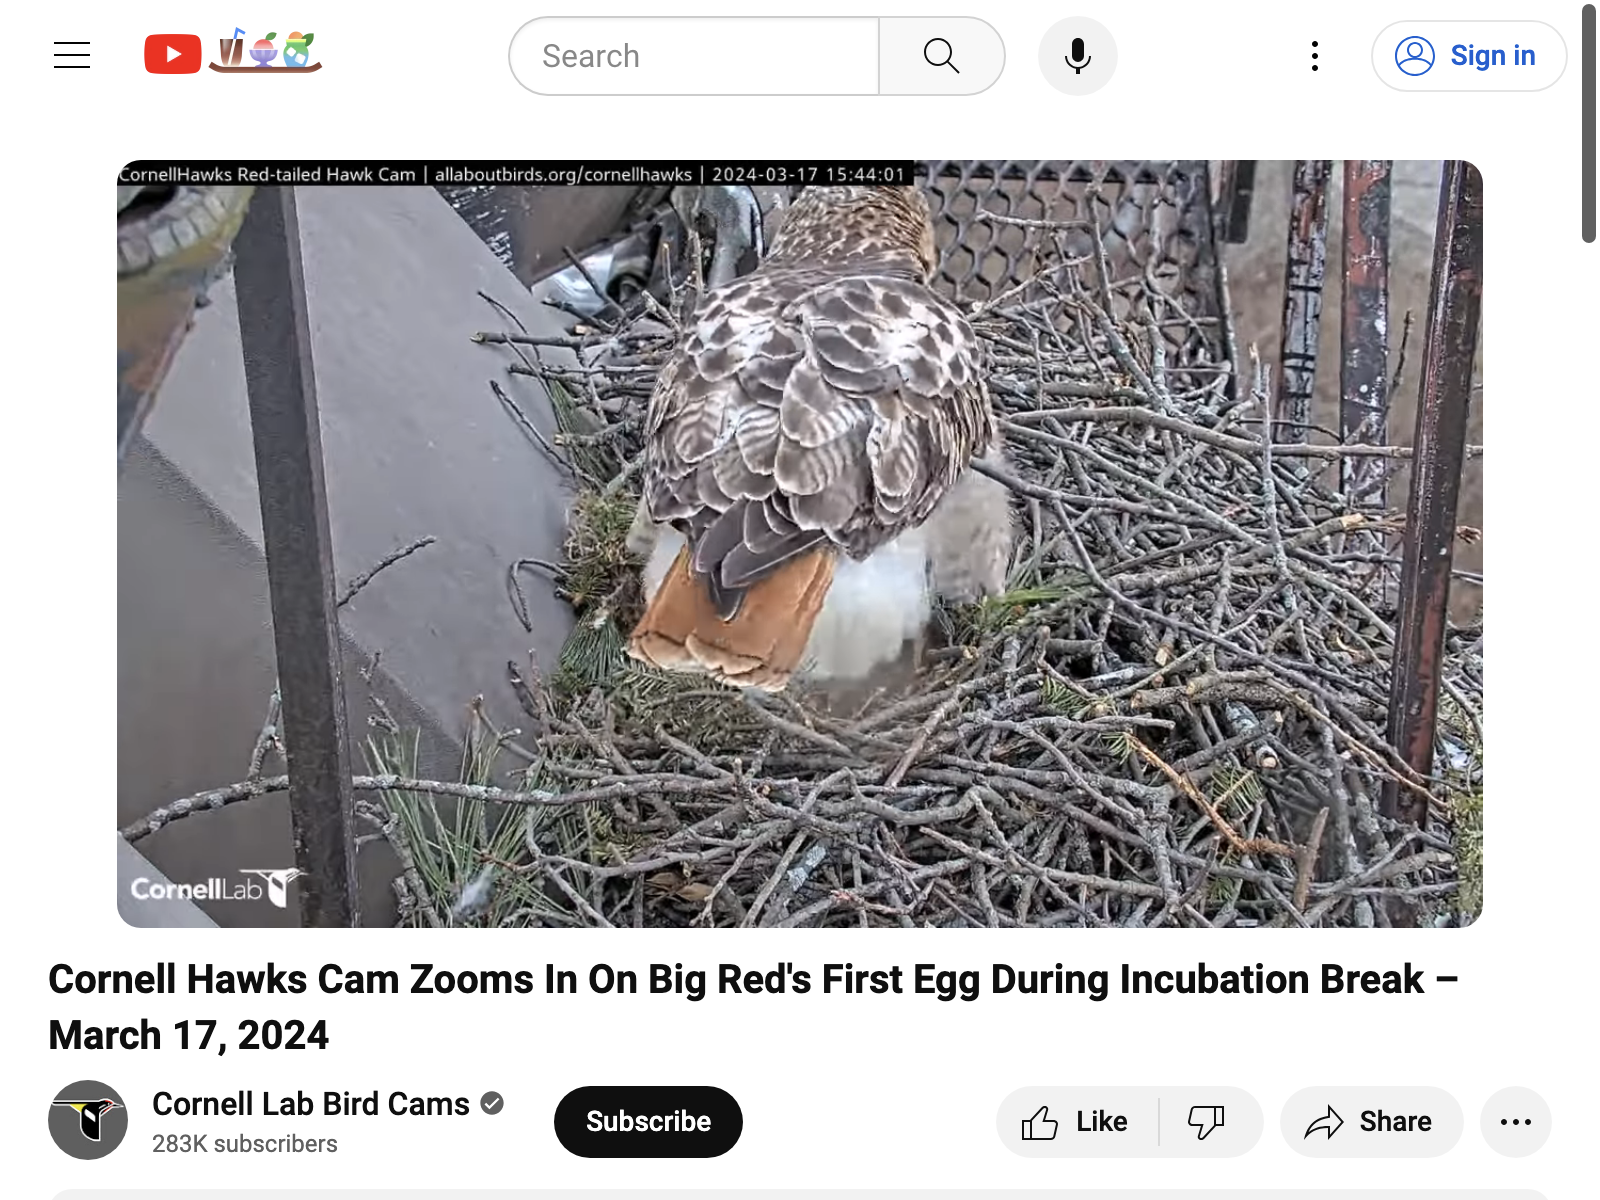 Search
Sign in
CornellHawks Red-tailed Hawk Cam | allaboutbirds.org/cornellhawks | 2024-03-17 15:44:01
CornellLab
Cornell Hawks Cam Zooms In On Big Red's First Egg During Incubation Break –
March 17, 2024
Cornell Lab Bird Cams
283K subscribers
Subscribe
Like
Share